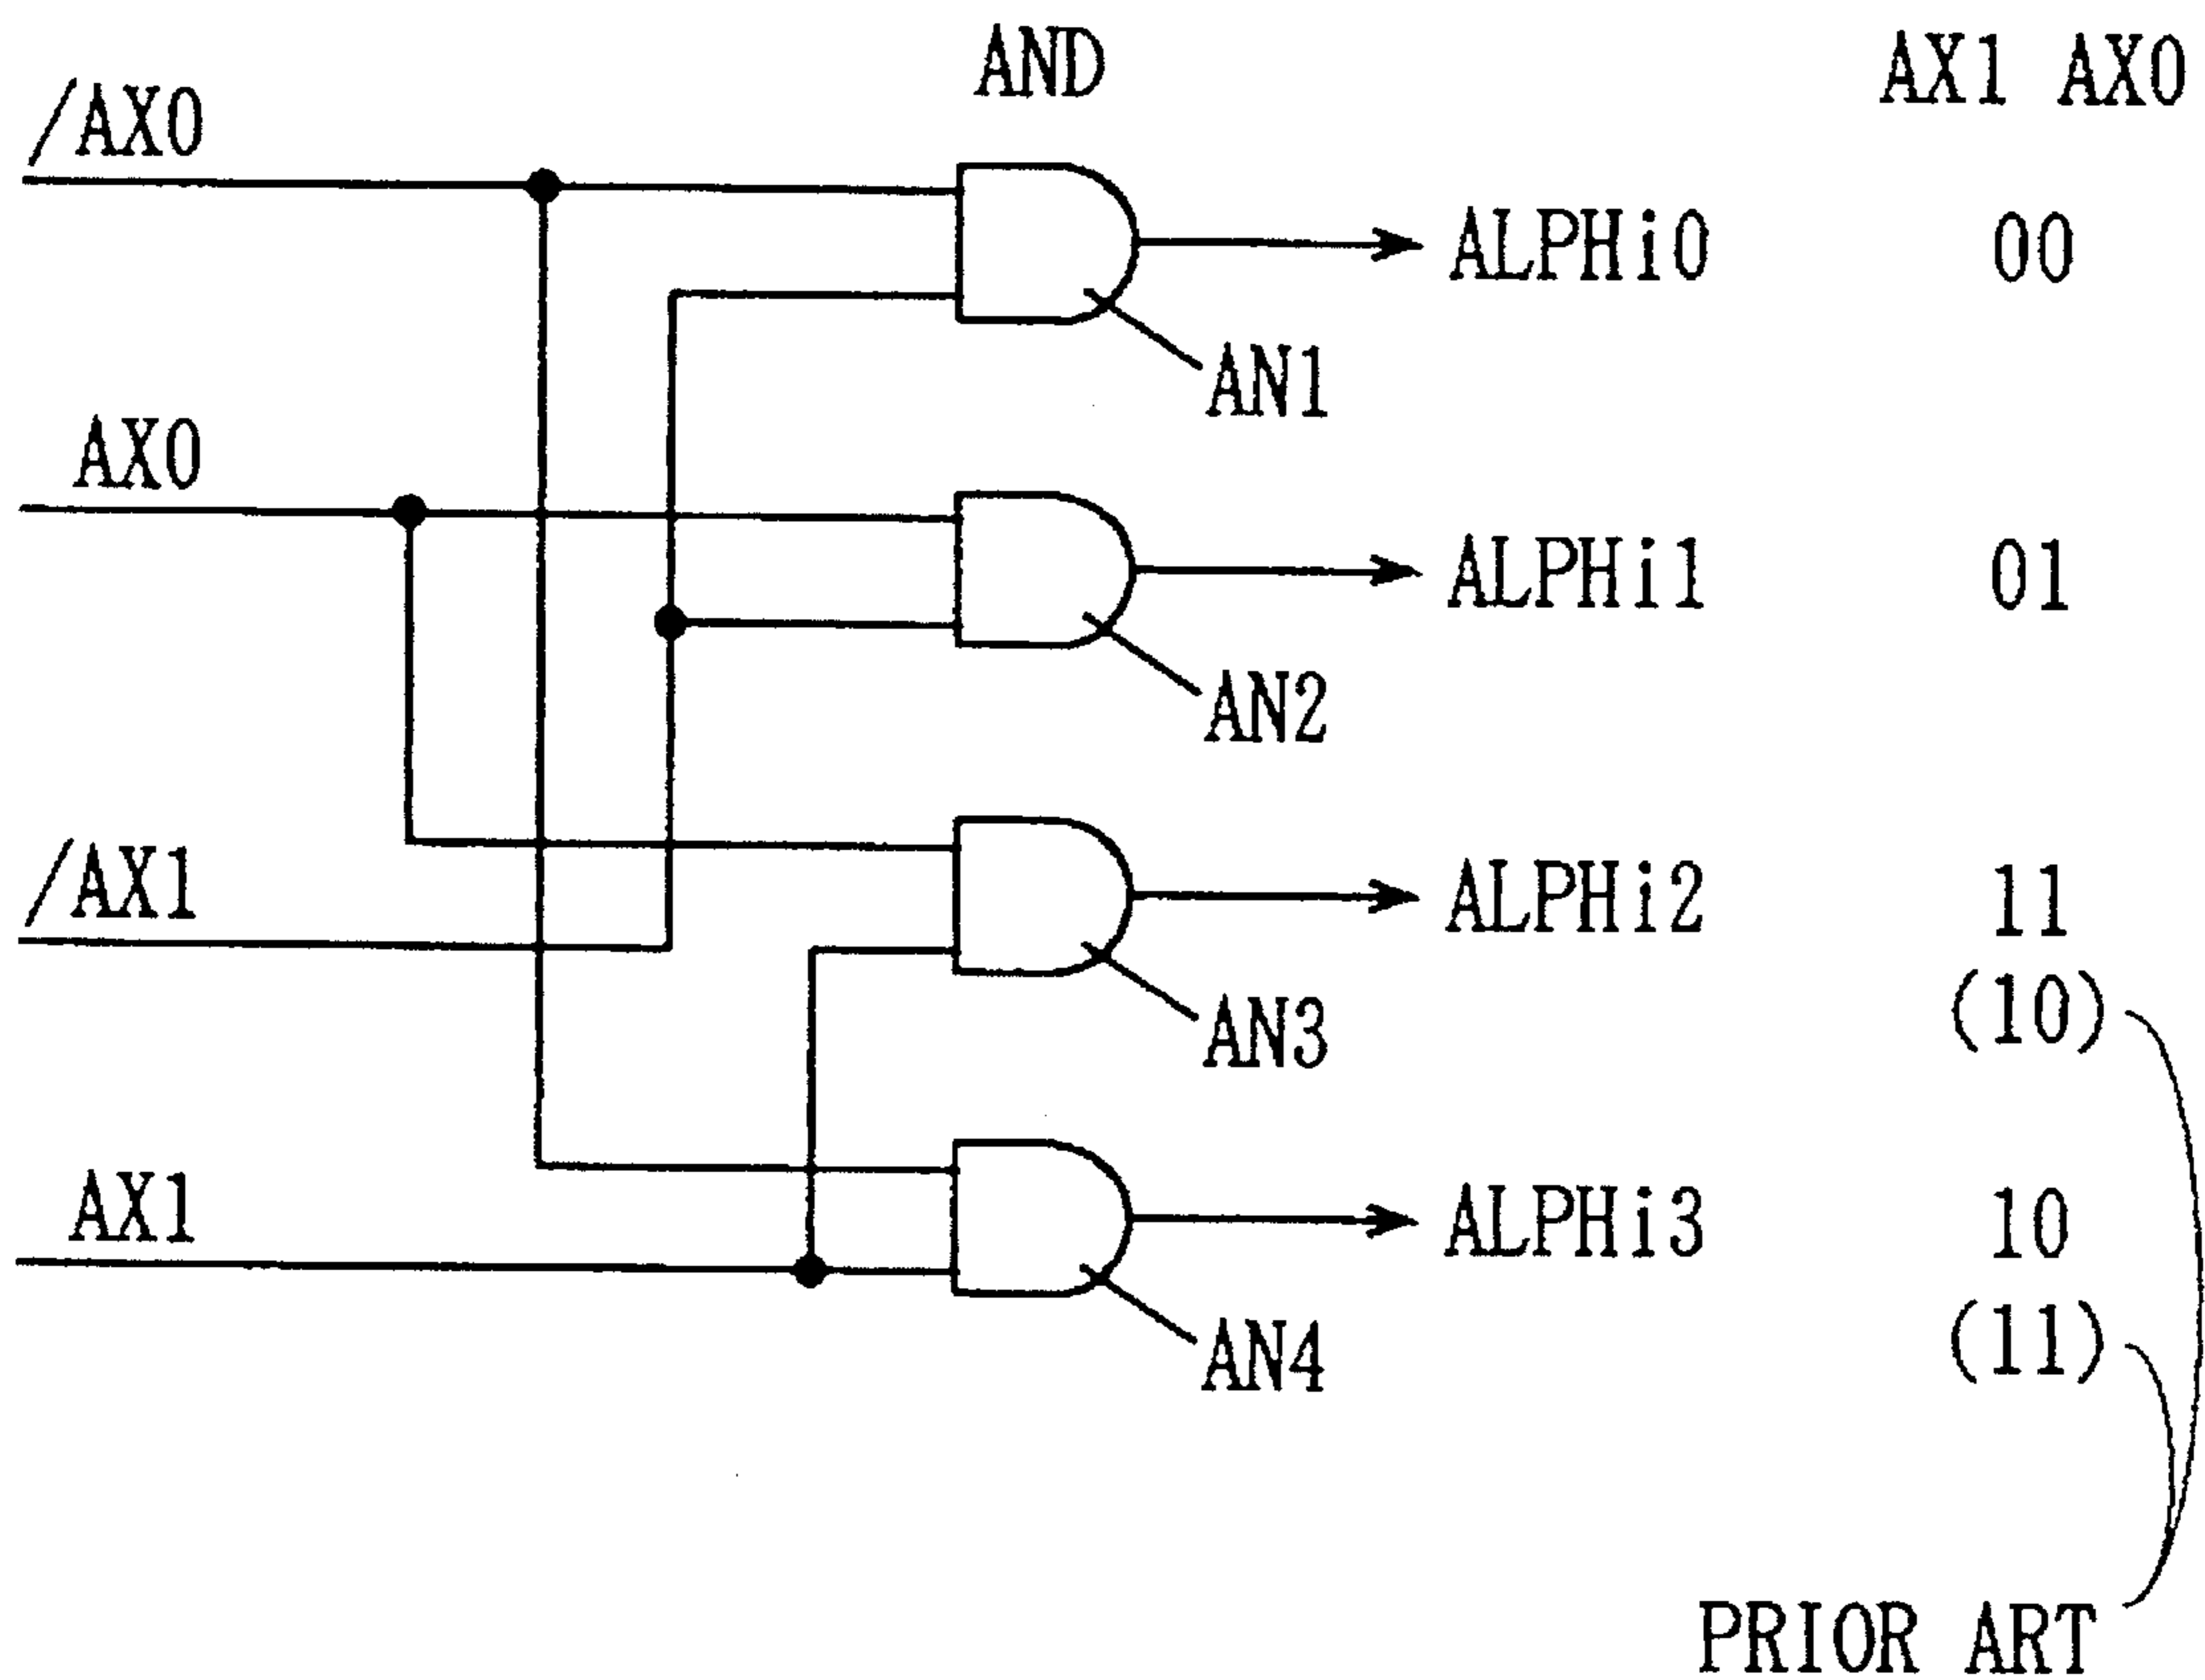 AND
AX1 AX0
/AX0
ALPHi0
00
AN1
AX0
ALPHi1
01
AN2
/AX1
ALPHi2
11
(10)
AN3
AX1
ALPHi3
10
(11)
AN4
PRIOR ART